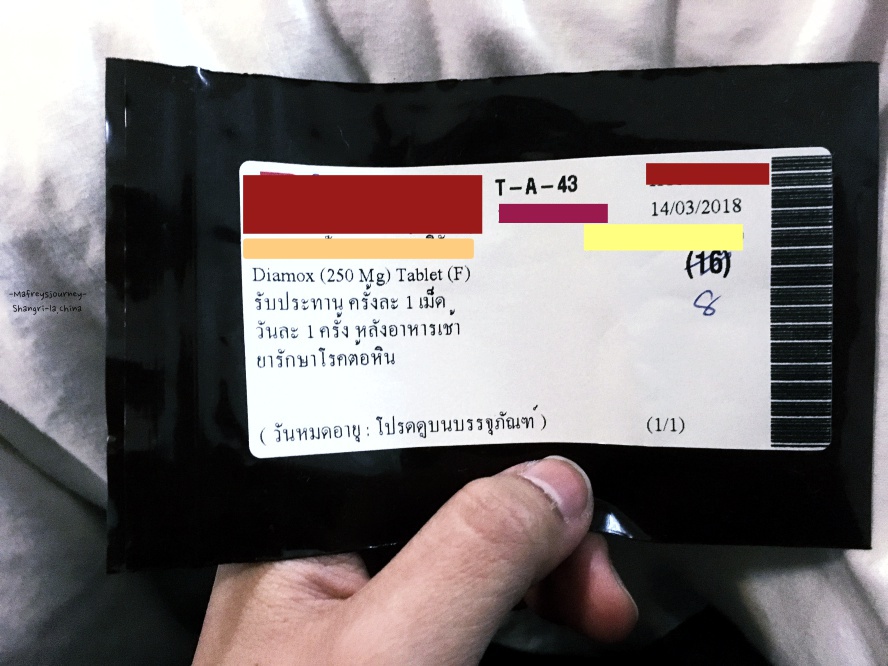 T-A-43
14/03/2018
(16)
8
Diamox (250 Mg) Tablet (F)
รับประทาน ครั้งละ 1 เม็ด
วันละ 1 ครั้ง หลังอาหารเช้า
ยารักษาโรคต้อหิน
( วันหมดอายุ : โปรดดูบนบรรจุภัณฑ์ )
(1/1)
-Mafreysjourney-
Shangri-la,china